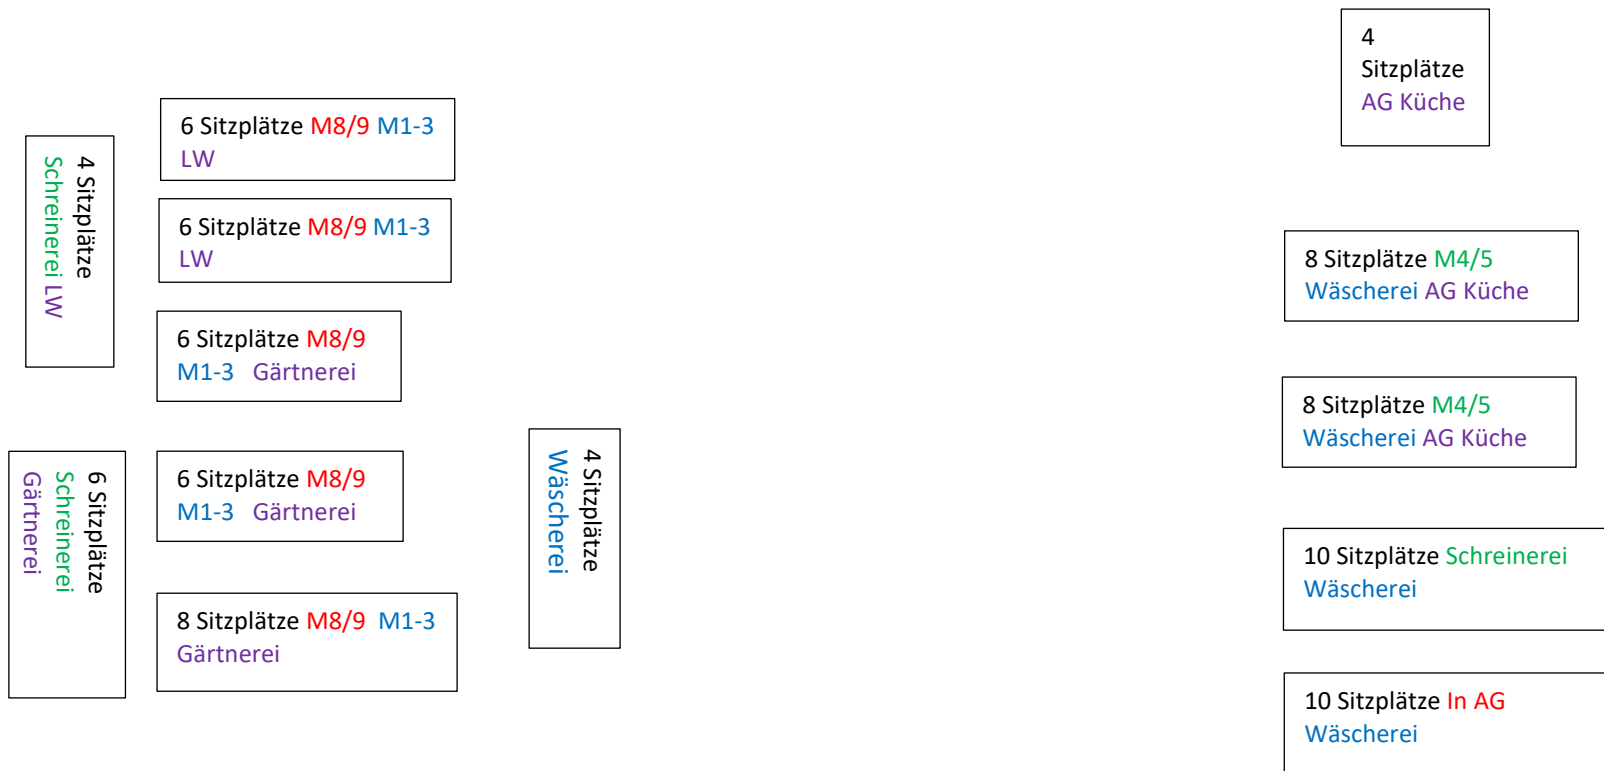 4
Sitzplätze
AG Küche
6 Sitzplätze M8/9 M1-3
LW
4 Sitzplätze
Schreinerei LW
6 Sitzplätze M8/9 M1-3
LW
8 Sitzplätze M4/5
Wäscherei AG Küche
6 Sitzplätze M8/9
M1-3 Gärtnerei
8 Sitzplätze M4/5
Wäscherei AG Küche
6 Sitzplätze
Schreinerei
Gärtnerei
6 Sitzplätze M8/9
M1-3 Gärtnerei
4 Sitzplätze
Wäscherei
10 Sitzplätze Schreinerei
Wäscherei
8 Sitzplätze M8/9 M1-3
Gärtnerei
10 Sitzplätze In AG
Wäscherei